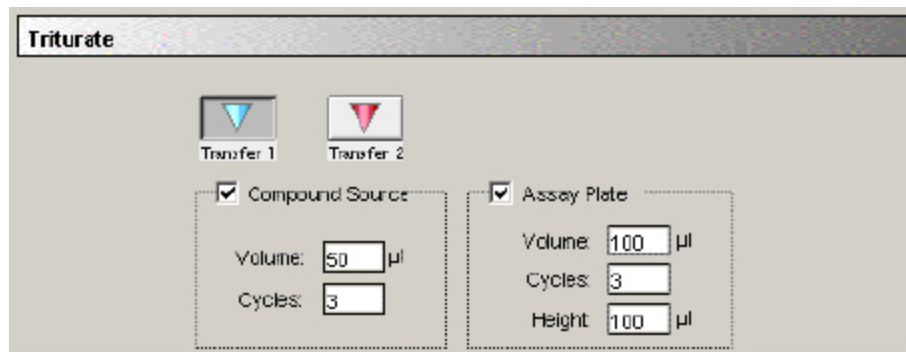 Triturate
Transfer 1 Transfer 2
Compound Source
Volume: 50 µl
Cycles: 3
Assay Plate
Volume: 100 µl
Cycles: 3
Height: 100 µl